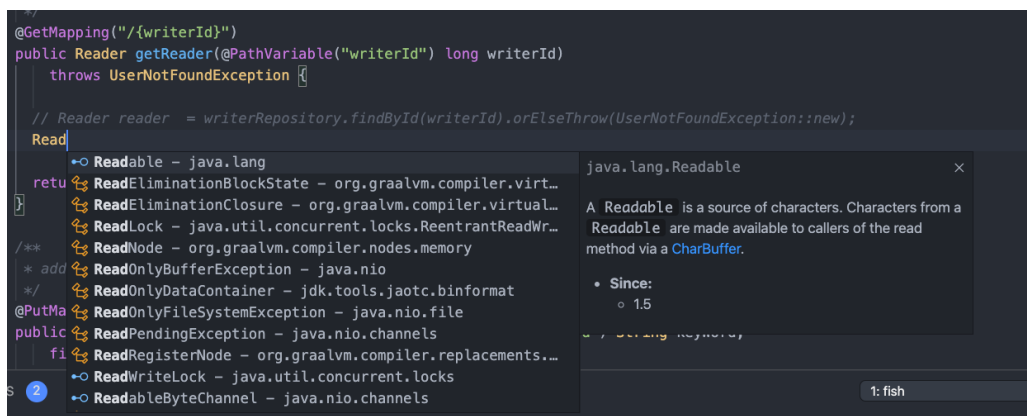 */
@GetMapping("/{writerId}")
public Reader getReader(@PathVariable("writerId") long writerId)
throws UserNotFoundException {
// Reader reader  = writerRepository.findById(writerId).orElseThrow(UserNotFoundException::new);
Read
Readable – java.lang
retu
ReadEliminationBlockState – org.graalvm.compiler.virt…
}
ReadEliminationClosure – org.graalvm.compiler.virtual…
ReadLock – java.util.concurrent.locks.ReentrantReadWr…
/**
ReadNode – org.graalvm.compiler.nodes.memory
* add
ReadOnlyBufferException – java.nio
*/
ReadOnlyDataContainer – jdk.tools.jaotc.binformat
@PutMa
ReadOnlyFileSystemException – java.nio.file
public
ReadPendingException – java.nio.channels
fi
ReadRegisterNode – org.graalvm.compiler.replacements.…
ReadWriteLock – java.util.concurrent.locks
ReadableByteChannel – java.nio.channels
java.lang.Readable
A Readable is a source of characters. Characters from a
Readable are made available to callers of the read
method via a CharBuffer.
• Since:
○ 1.5
String keyword,
S 2
1: fish